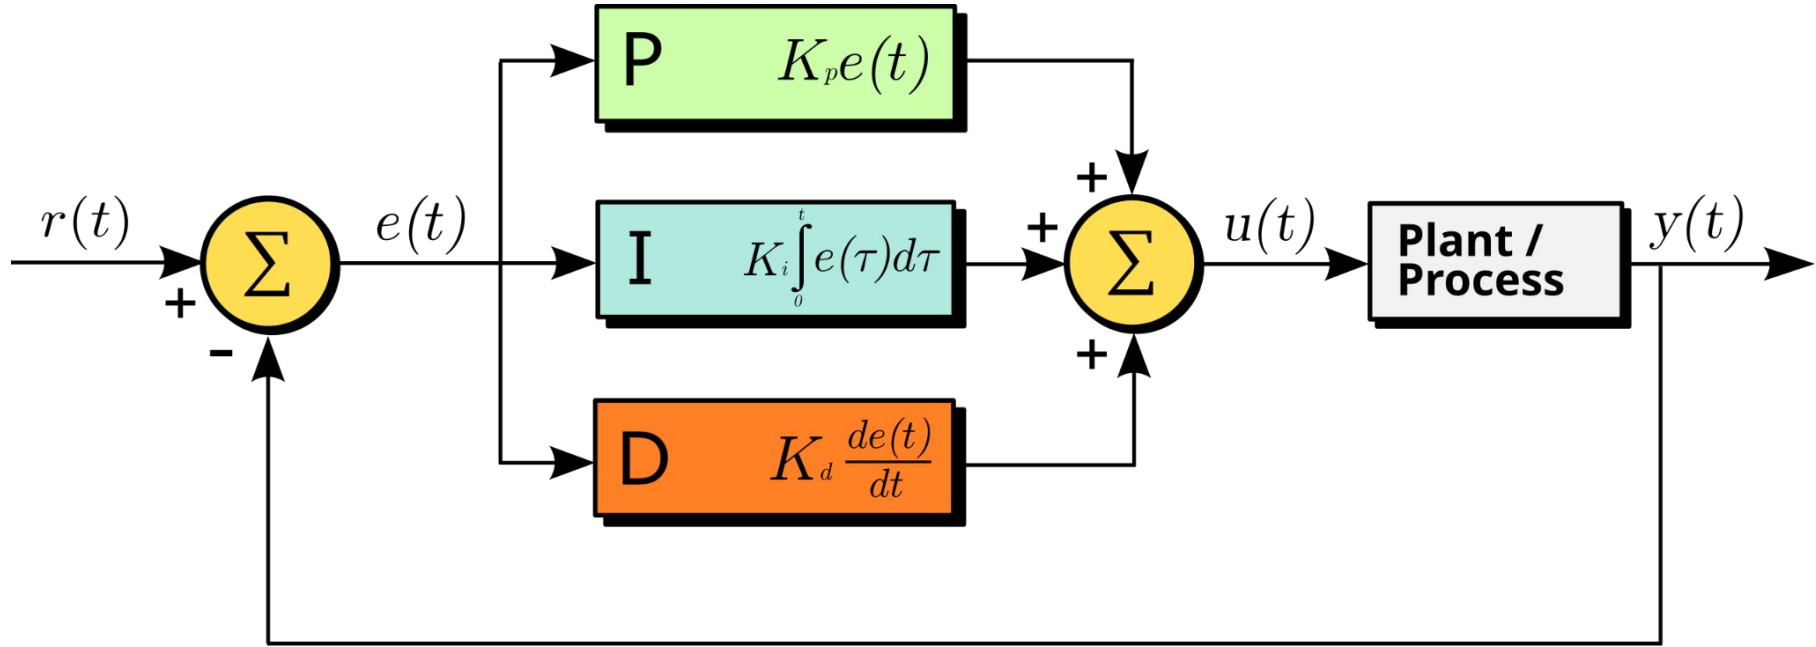 P K_p e(t)
r(t) + - Σ e(t)
I K_i ∫_0^t e(τ)dτ
+ + + Σ u(t)
Plant /
Process
y(t)
D K_d de(t)/dt